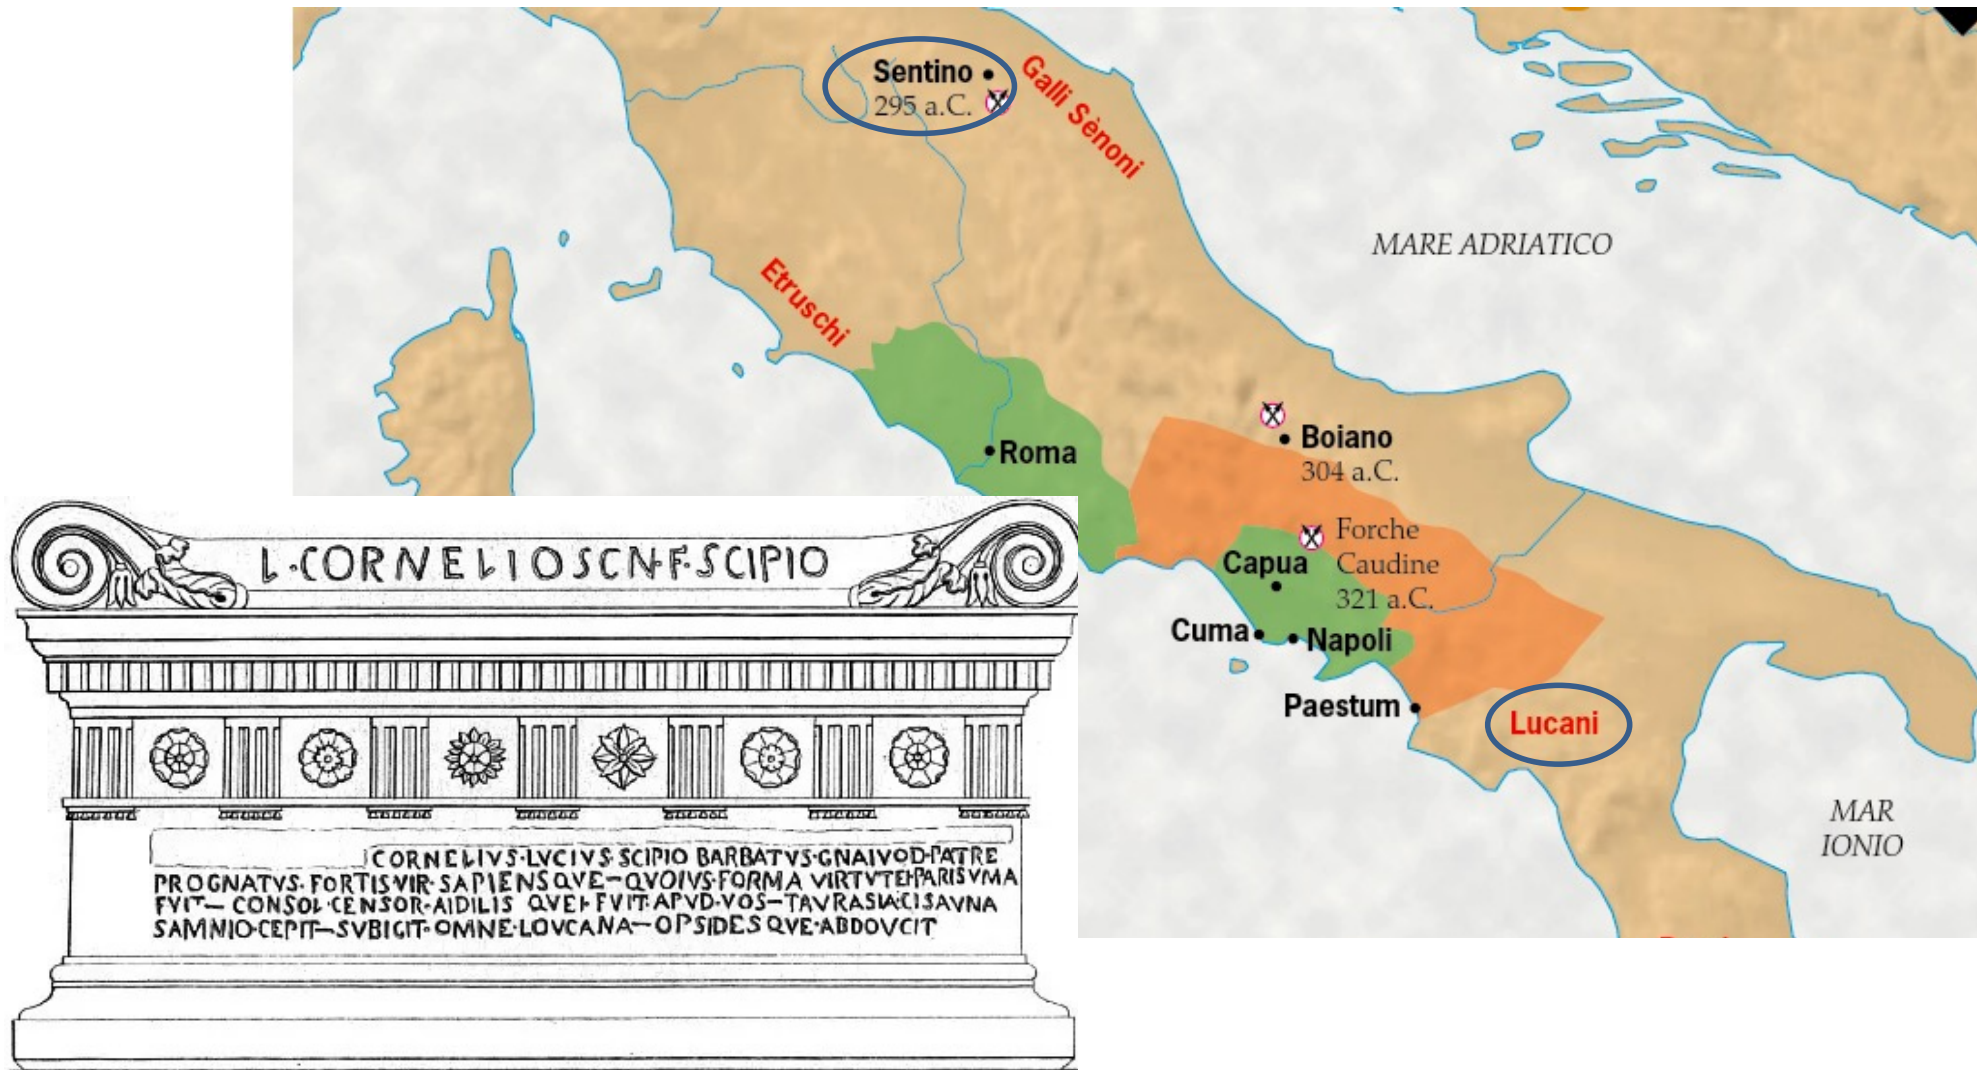 Sentino
295 a.C.
Galli Sènoni
MARE ADRIATICO
Etruschi
Roma
Boiano
304 a.C.
Forche
Caudine
321 a.C.
Capua
Cuma
Napoli
Paestum
Lucani
MAR
IONIO
L·CORNELIOSCN·F·SCIPIO
CORNELIVS·LVCIVS·SCIPIO BARBATVS·GNAIVOD·PATRE
PROGNATVS·FORTIS·VIR·SAPIENSQVE—QVOIVS·FORMA VIRTVTEI·PARISVMA
FVIT—CONSOL·CENSOR·AIDILIS QVEI·FVIT·APVD·VOS—TAVRASIA·CISAVNA
SAMNIO·CEPIT—SVBIGIT·OMNE·LOVCANA—OPSIDESQVE·ABDOVCIT